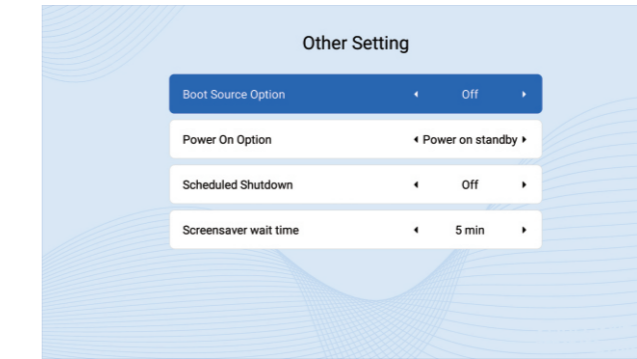 Other Setting
Boot Source Option Off
Power On Option Power on standby
Scheduled Shutdown Off
Screensaver wait time 5 min